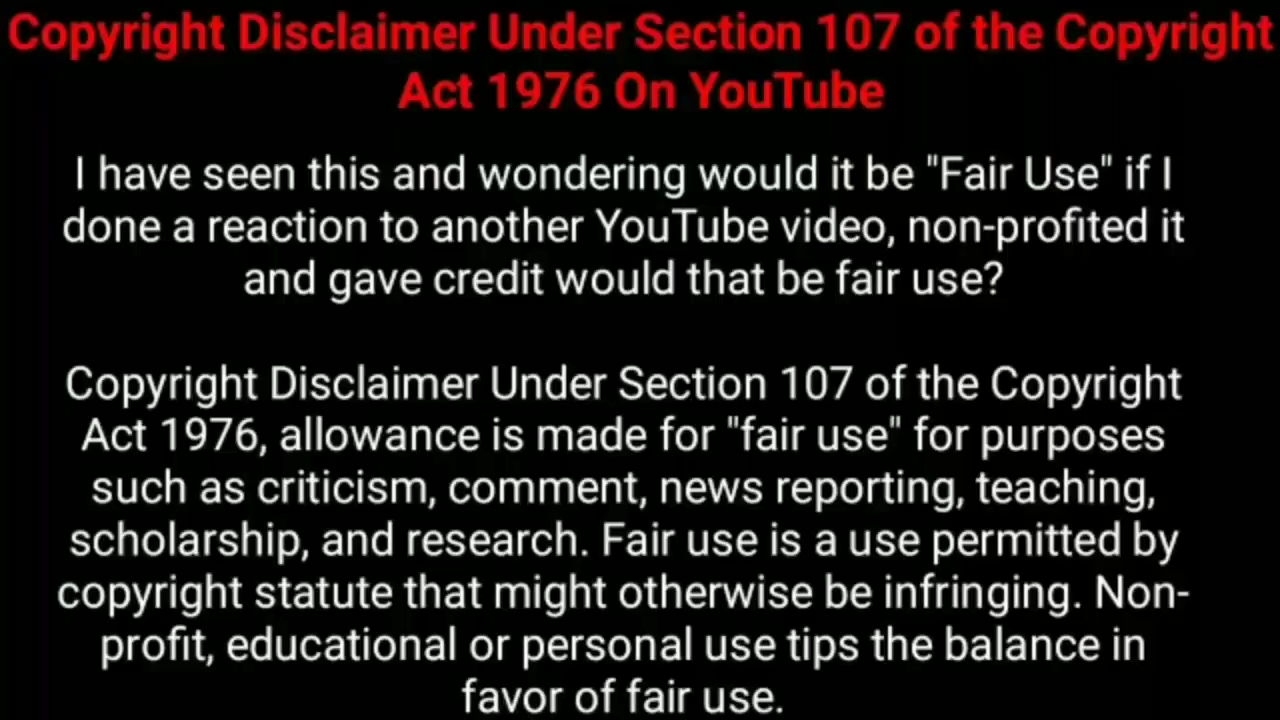 Copyright Disclaimer Under Section 107 of the Copyright
Act 1976 On YouTube
I have seen this and wondering would it be "Fair Use" if I
done a reaction to another YouTube video, non-profited it
and gave credit would that be fair use?
Copyright Disclaimer Under Section 107 of the Copyright
Act 1976, allowance is made for "fair use" for purposes
such as criticism, comment, news reporting, teaching,
scholarship, and research. Fair use is a use permitted by
copyright statute that might otherwise be infringing. Non-
profit, educational or personal use tips the balance in
favor of fair use.